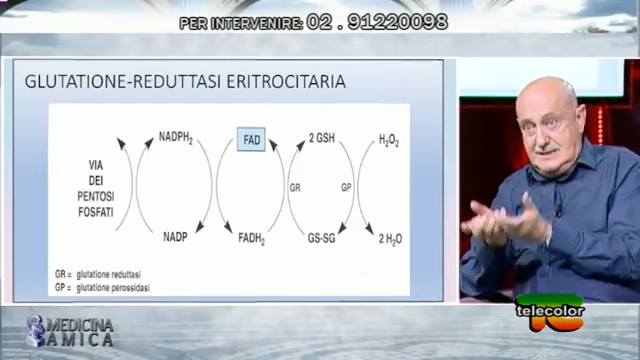 PER INTERVENIRE: 02 . 91220098
GLUTATIONE-REDUTTASI ERITROCITARIA
NADPH₂
FAD
2 GSH
H₂O₂
VIA
DEI
PENTOSI
FOSFATI
GR
GP
NADP
FADH₂
GS-SG
2 H₂O
GR = glutatione reduttasi
GP = glutatione perossidasi
telecolor
MEDICINA
AMICA